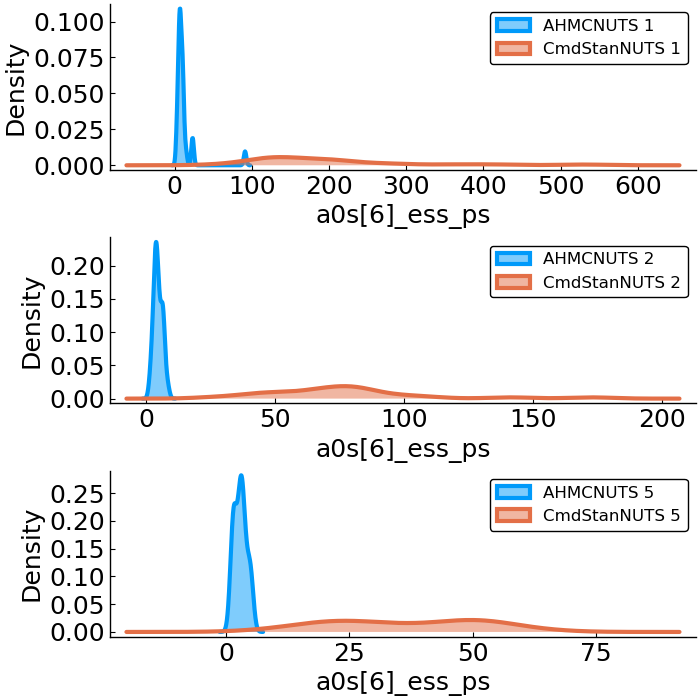 0.100
0.075
0.050
0.025
0.000
Density
AHMCNUTS 1
CmdStanNUTS 1
0 100 200 300 400 500 600
a0s[6]_ess_ps
0.20
0.15
0.10
0.05
0.00
Density
AHMCNUTS 2
CmdStanNUTS 2
0 50 100 150 200
a0s[6]_ess_ps
0.25
0.20
0.15
0.10
0.05
0.00
Density
AHMCNUTS 5
CmdStanNUTS 5
0 25 50 75
a0s[6]_ess_ps